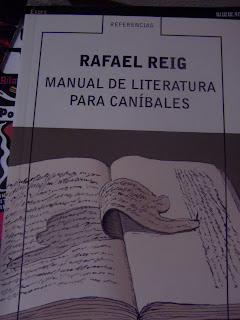 REFERENCIAS
RAFAEL REIG
MANUAL DE LITERATURA
PARA CANÍBALES